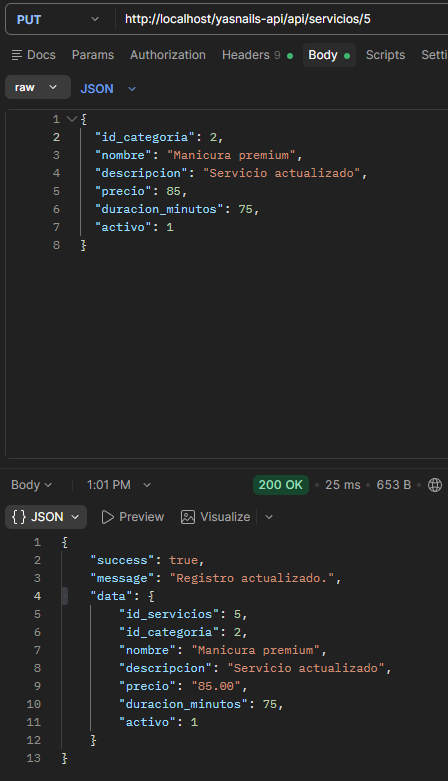 PUT http://localhost/yasnails-api/api/servicios/5
Docs Params Authorization Headers 9 Body Scripts Setti
raw JSON
1 {
2 "id_categoria": 2,
3 "nombre": "Manicura premium",
4 "descripcion": "Servicio actualizado",
5 "precio": 85,
6 "duracion_minutos": 75,
7 "activo": 1
8 }
Body 1:01 PM 200 OK • 25 ms • 653 B
{} JSON Preview Visualize
1 {
2 "success": true,
3 "message": "Registro actualizado.",
4 "data": {
5 "id_servicios": 5,
6 "id_categoria": 2,
7 "nombre": "Manicura premium",
8 "descripcion": "Servicio actualizado",
9 "precio": "85.00",
10 "duracion_minutos": 75,
11 "activo": 1
12 }
13 }